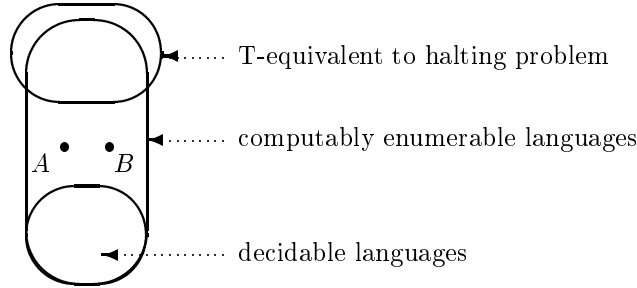 T-equivalent to halting problem
computably enumerable languages
A B
decidable languages